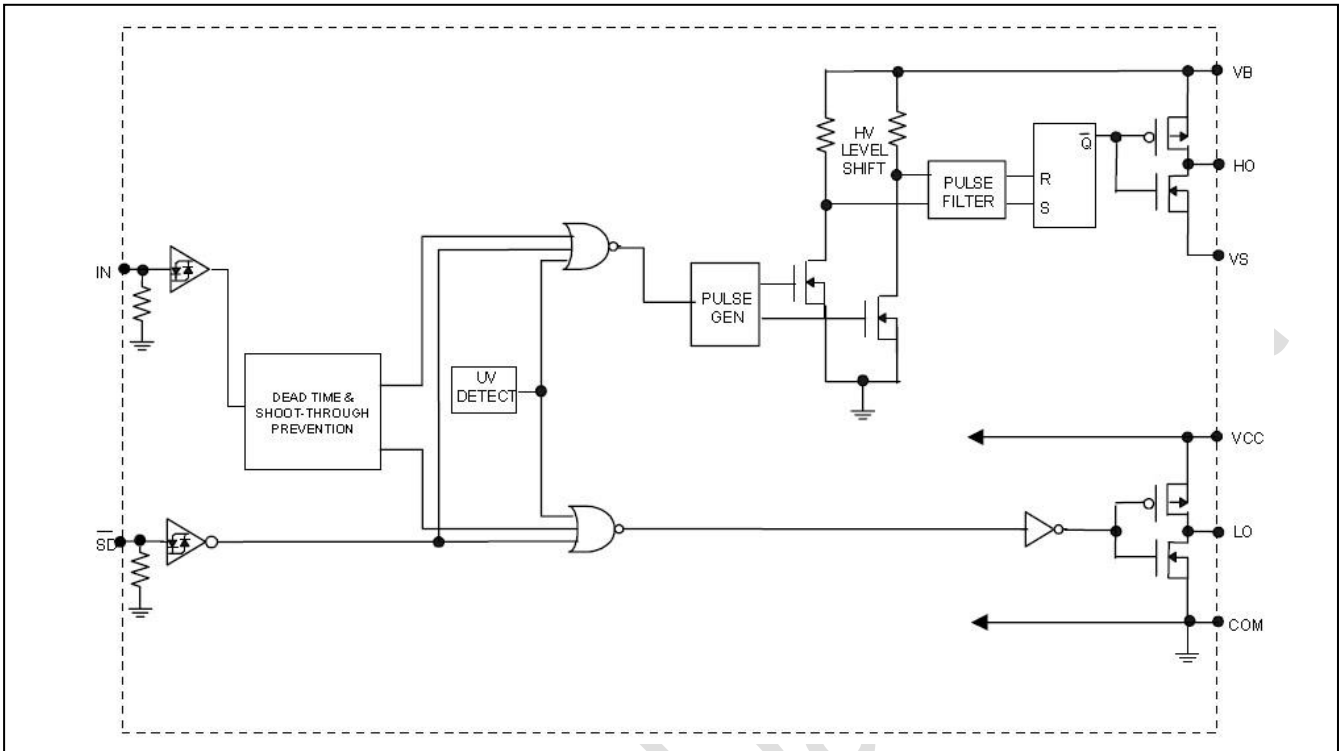 VB
HV
LEVEL
SHIFT
Q̅
HO
PULSE
FILTER
R
S
VS
IN
PULSE
GEN
UV
DETECT
DEAD TIME &
SHOOT-THROUGH
PREVENTION
VCC
S̅D̅
LO
COM